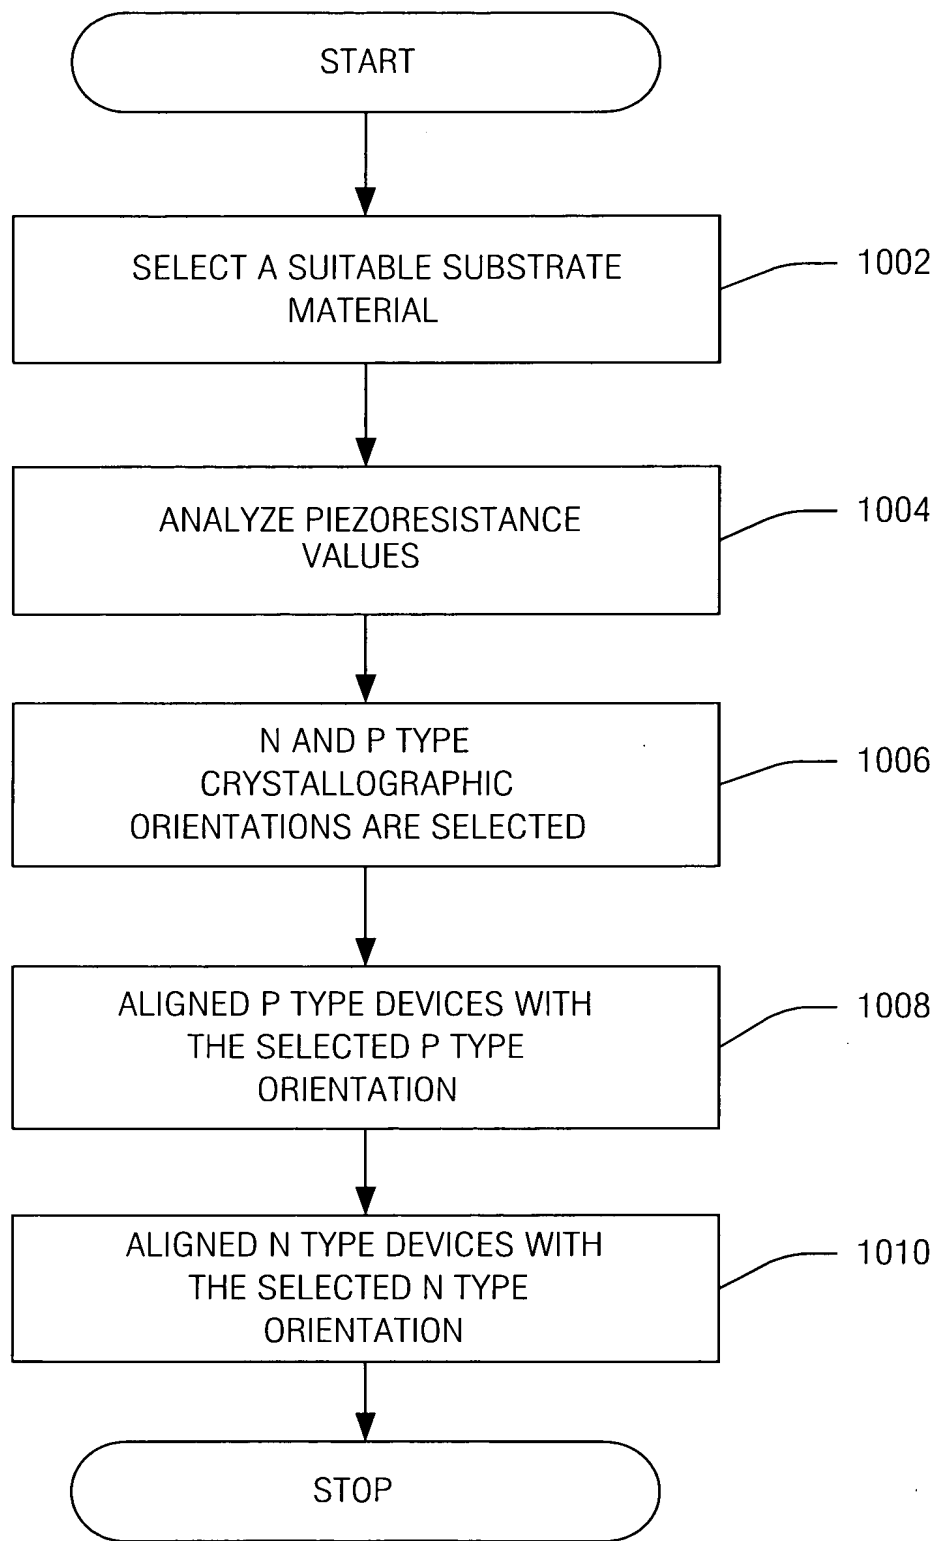 START
SELECT A SUITABLE SUBSTRATE
MATERIAL
1002
ANALYZE PIEZORESISTANCE
VALUES
1004
N AND P TYPE
CRYSTALLOGRAPHIC
ORIENTATIONS ARE SELECTED
1006
ALIGNED P TYPE DEVICES WITH
THE SELECTED P TYPE
ORIENTATION
1008
ALIGNED N TYPE DEVICES WITH
THE SELECTED N TYPE
ORIENTATION
1010
STOP